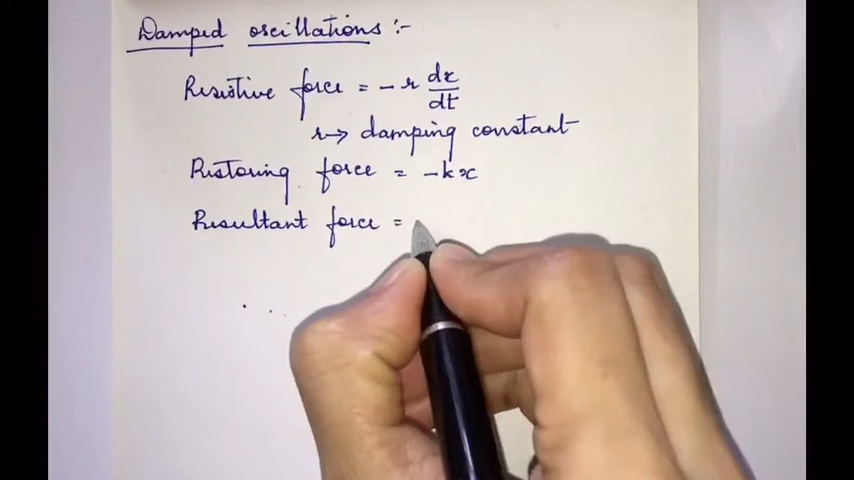 Damped oscillations :-
Resistive force = - r dx/dt
r → damping constant
Restoring force = - kx
Resultant force =